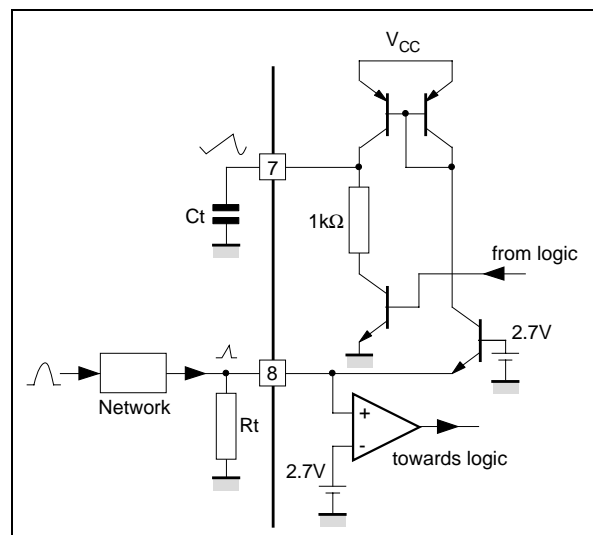 VCC
7
Ct
1kΩ
from logic
2.7V
8
Network
Rt
+
-
2.7V
towards logic